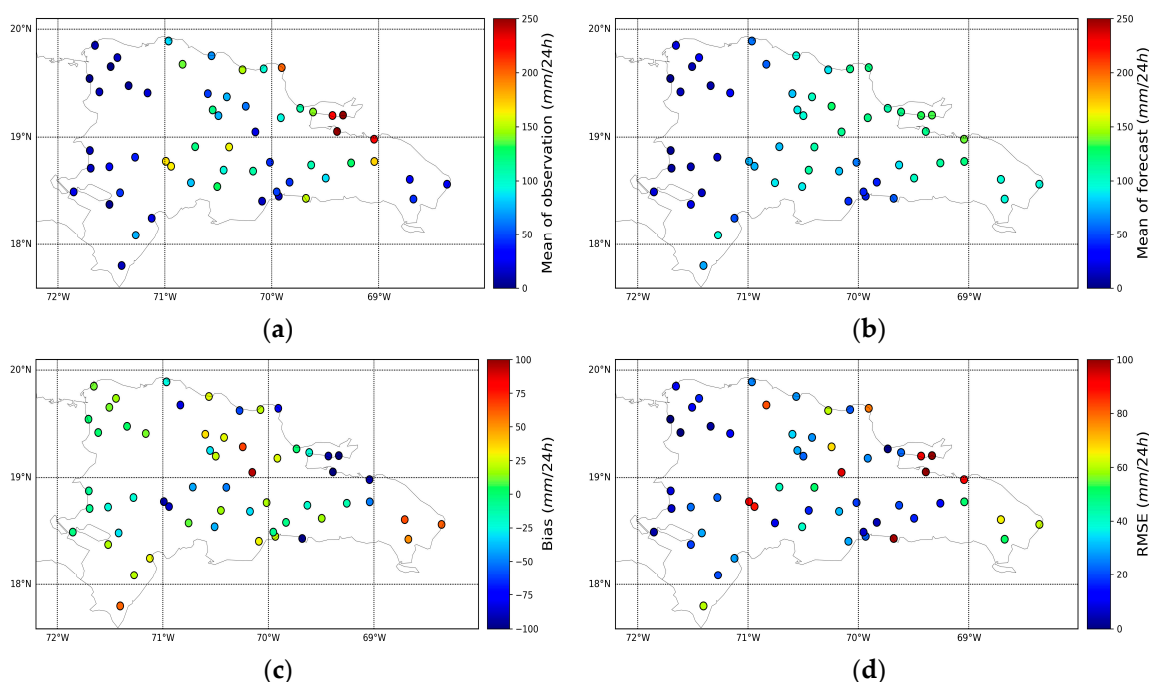 20°N
19°N
18°N
72°W 71°W 70°W 69°W
250
200
150
100
50
0
Mean of observation (mm/24h)
(a)
20°N
19°N
18°N
72°W 71°W 70°W 69°W
250
200
150
100
50
0
Mean of forecast (mm/24h)
(b)
20°N
19°N
18°N
72°W 71°W 70°W 69°W
100
75
50
25
0
−25
−50
−75
−100
Bias (mm/24h)
(c)
20°N
19°N
18°N
72°W 71°W 70°W 69°W
100
80
60
40
20
0
RMSE (mm/24h)
(d)